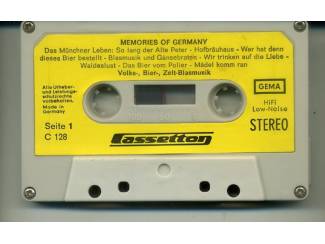 MEMORIES OF GERMANY
Das Münchner Leben: So lang der Alte Peter - Hofbräuhaus - Wer hat denn
dieses Bier bestellt - Blasmusik und Gänsebraten - Wir trinken auf die Liebe -
Waldeslust - Das Bier vom Polier - Mädel komm ran
Volks-, Bier-, Zelt-Blasmusik
Alle Urheber-
und Leistungs-
schutzrechte
vorbehalten.
Made in
Germany
Seite 1
C 128
GEMA
HiFi
Low-Noise
STEREO
Cassetton